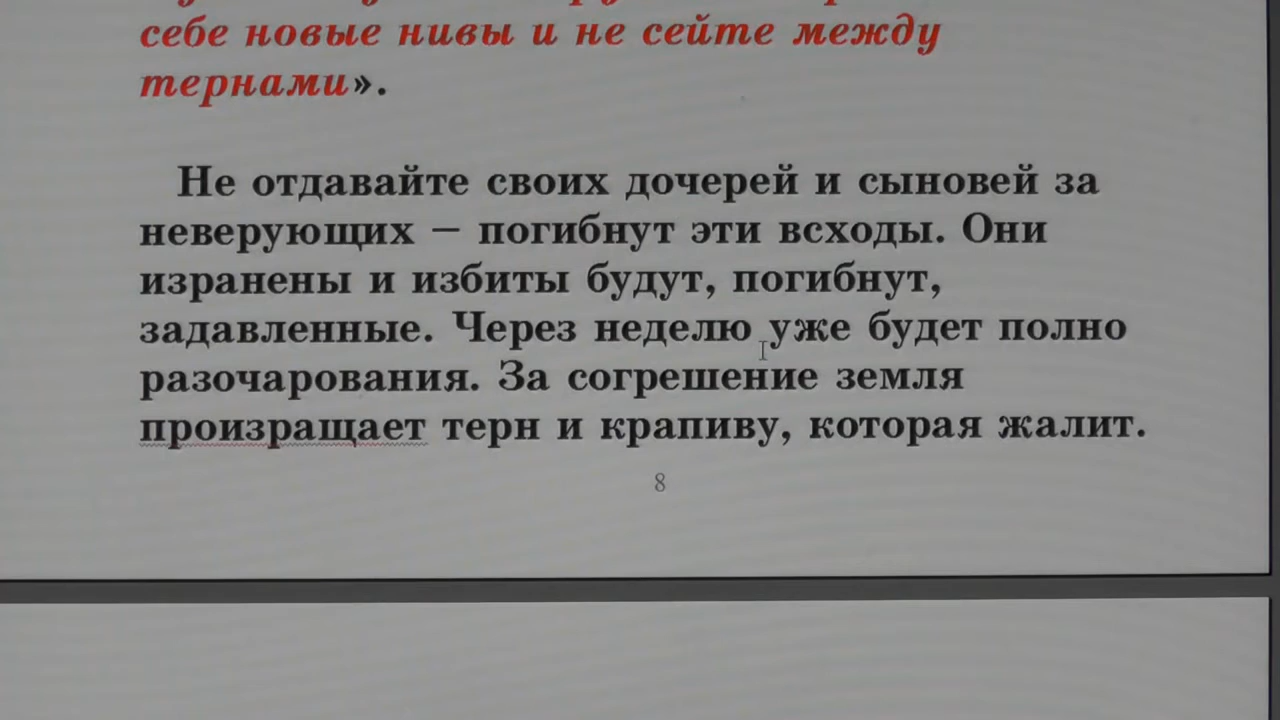 себе новые нивы и не сейте между
тернами».
Не отдавайте своих дочерей и сыновей за
неверующих – погибнут эти всходы. Они
изранены и избиты будут, погибнут,
задавленные. Через неделю уже будет полно
разочарования. За согрешение земля
произращает терн и крапиву, которая жалит.
8